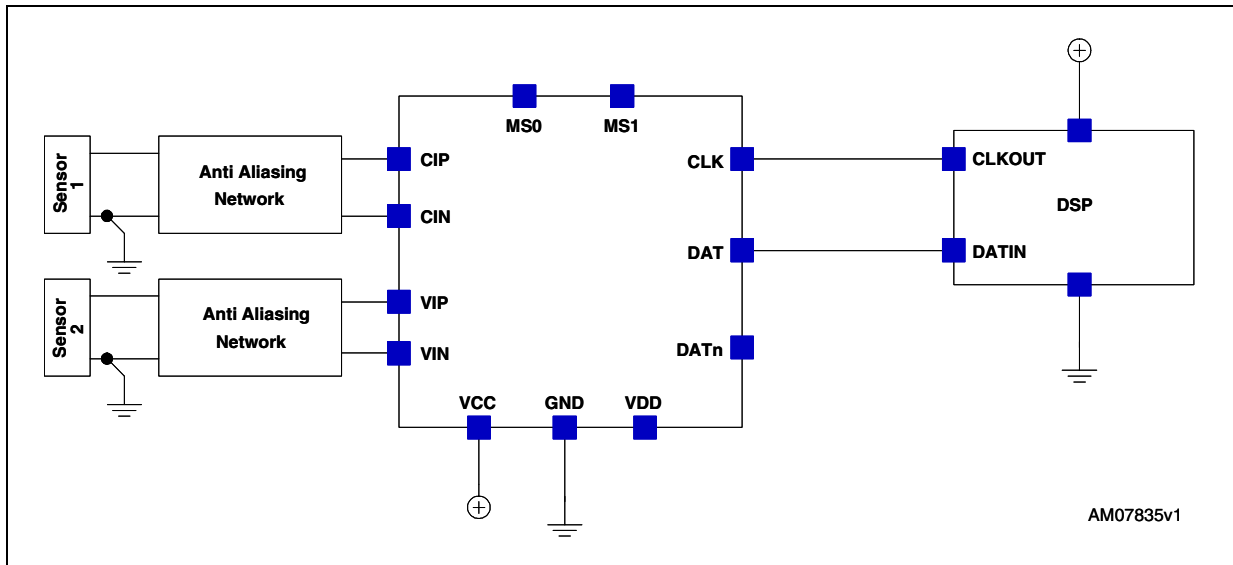 MS0
MS1
Sensor
1
Anti Aliasing
Network
CIP
CIN
CLK
CLKOUT
DSP
DAT
DATIN
Sensor
2
Anti Aliasing
Network
VIP
VIN
DATn
VCC
GND
VDD
AM07835v1